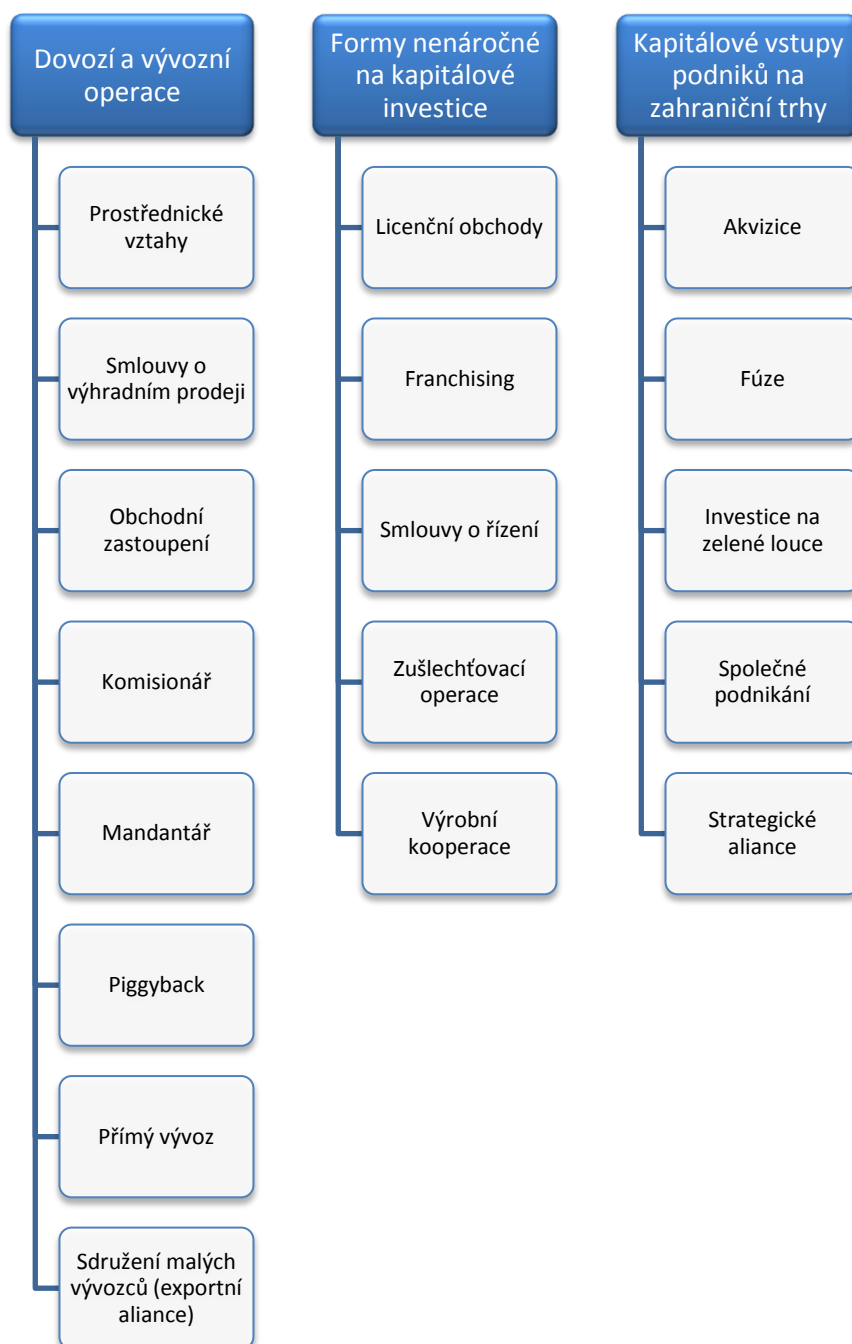 Dovozí a vývozní
operace
Prostřednické
vztahy
Smlouvy o
výhradním prodeji
Obchodní
zastoupení
Komisionář
Mandantář
Piggyback
Přímý vývoz
Sdružení malých
vývozců (exportní
aliance)
Formy nenáročné
na kapitálové
investice
Licenční obchody
Franchising
Smlouvy o řízení
Zušlechťovací
operace
Výrobní
kooperace
Kapitálové vstupy
podniků na
zahraniční trhy
Akvizice
Fúze
Investice na
zelené louce
Společné
podnikání
Strategické
aliance